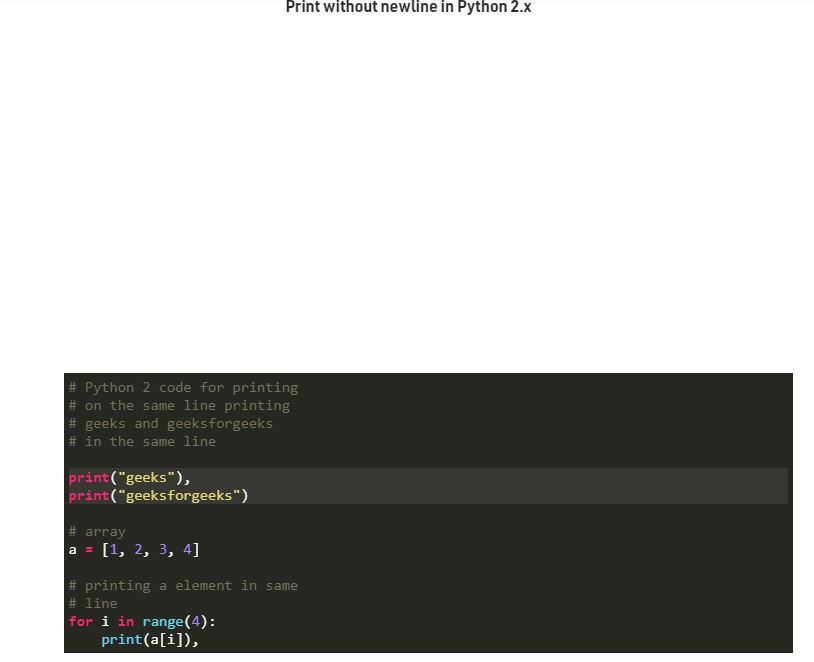 Print without newline in Python 2.x
# Python 2 code for printing
# on the same line printing
# geeks and geeksforgeeks
# in the same line
print("geeks"),
print("geeksforgeeks")
# array
a = [1, 2, 3, 4]
# printing a element in same
# line
for i in range(4):
    print(a[i]),